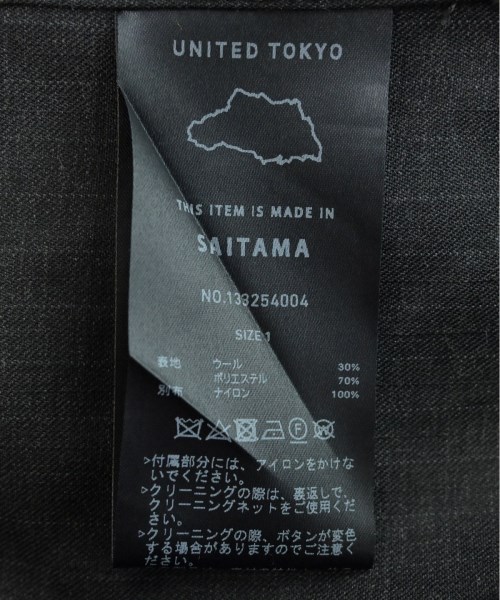 UNITED TOKYO
THIS ITEM IS MADE IN
SAITAMA
NO.133254004
SIZE 1
表地 ウール 30%
ポリエステル 70%
別布 ナイロン 100%
>付属部分には、アイロンをかけな
いでください。
>クリーニングの際は、裏返しで、
クリーニングネットをご使用くだ
さい。
>クリーニングの際、ボタンが変色
する場合がありますのでご注意く